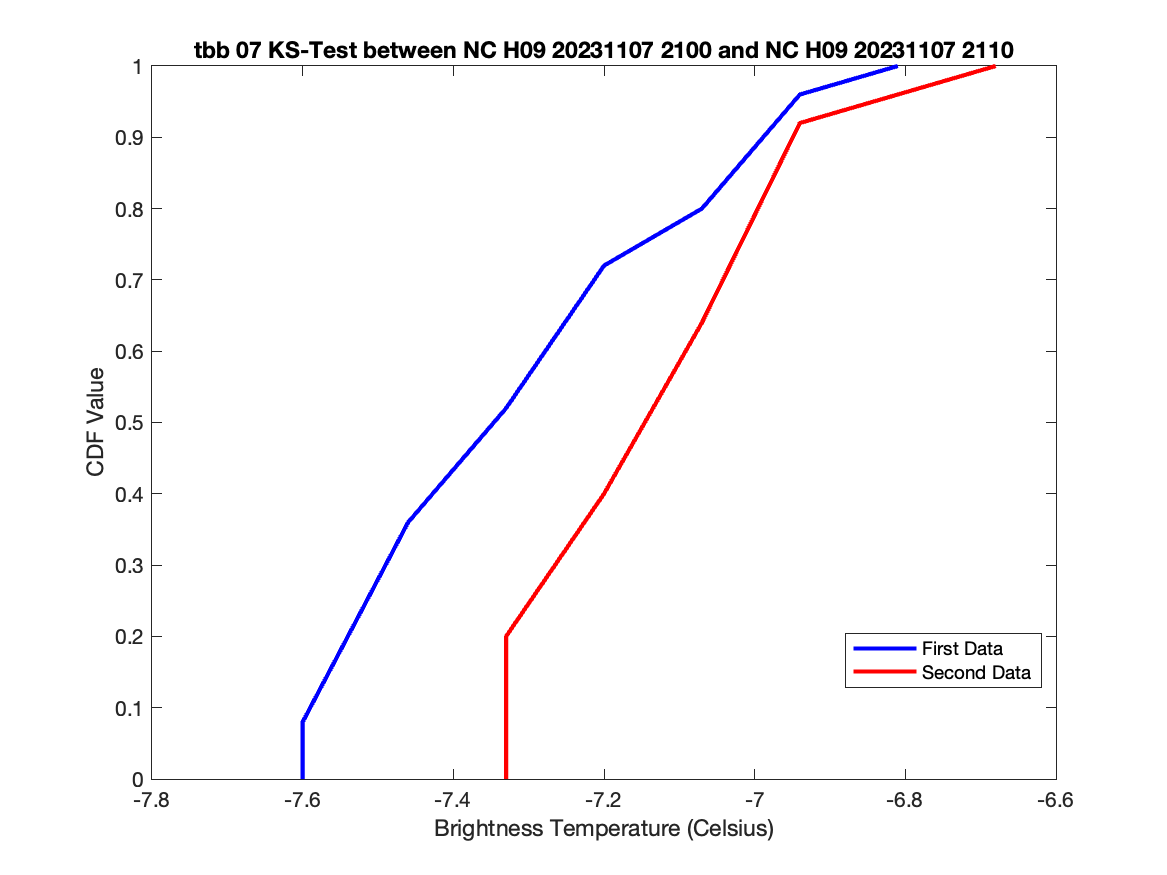 tbb 07 KS-Test between NC H09 20231107 2100 and NC H09 20231107 2110
1
0.9
0.8
0.7
0.6
0.5
0.4
0.3
0.2
0.1
0
CDF Value
First Data
Second Data
-7.8 -7.6 -7.4 -7.2 -7 -6.8 -6.6
Brightness Temperature (Celsius)